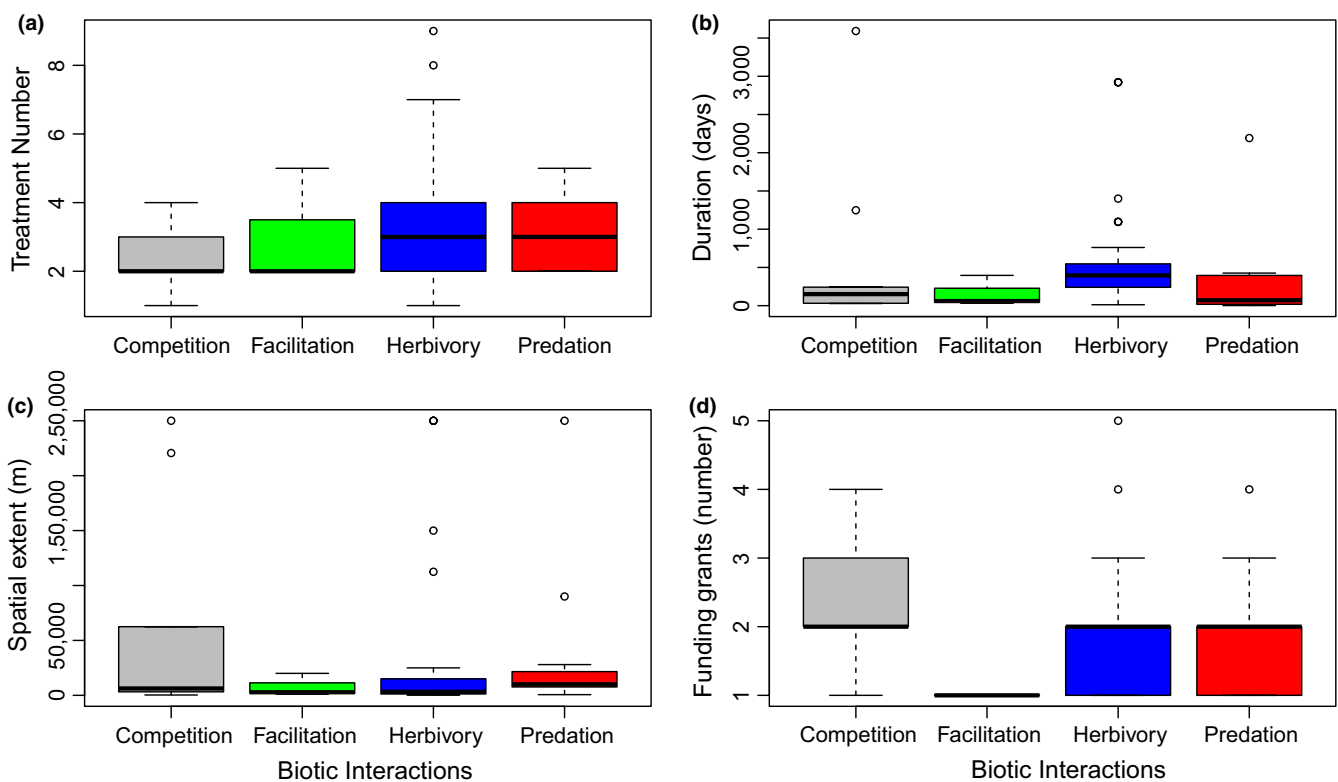 (a)
Treatment Number
8
6
4
2
Competition Facilitation Herbivory Predation
(b)
Duration (days)
3,000
2,000
1,000
0
Competition Facilitation Herbivory Predation
(c)
Spatial extent (m)
2,50,000
1,50,000
50,000
0
Competition Facilitation Herbivory Predation
Biotic Interactions
(d)
Funding grants (number)
5
4
3
2
1
Competition Facilitation Herbivory Predation
Biotic Interactions